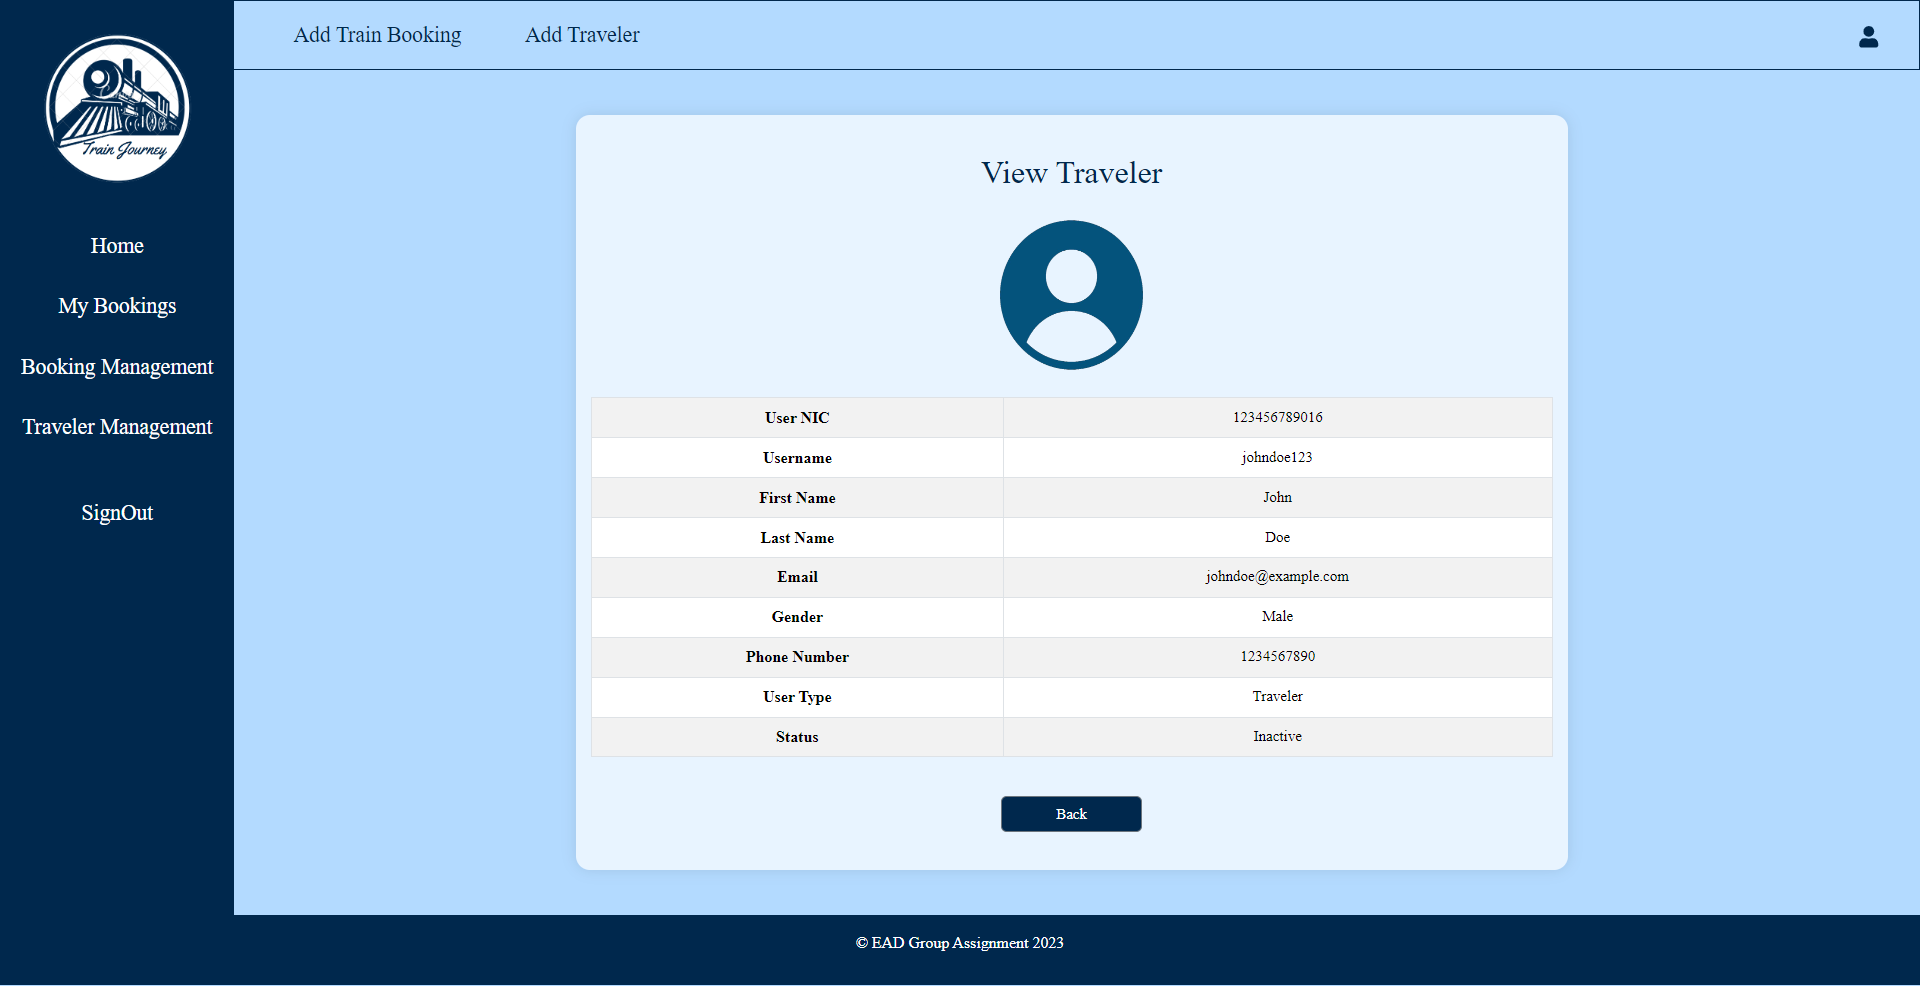 Train Journey
Home
My Bookings
Booking Management
Traveler Management
SignOut
Add Train Booking Add Traveler
View Traveler
User NIC 123456789016
Username johndoe123
First Name John
Last Name Doe
Email johndoe@example.com
Gender Male
Phone Number 1234567890
User Type Traveler
Status Inactive
Back
© EAD Group Assignment 2023